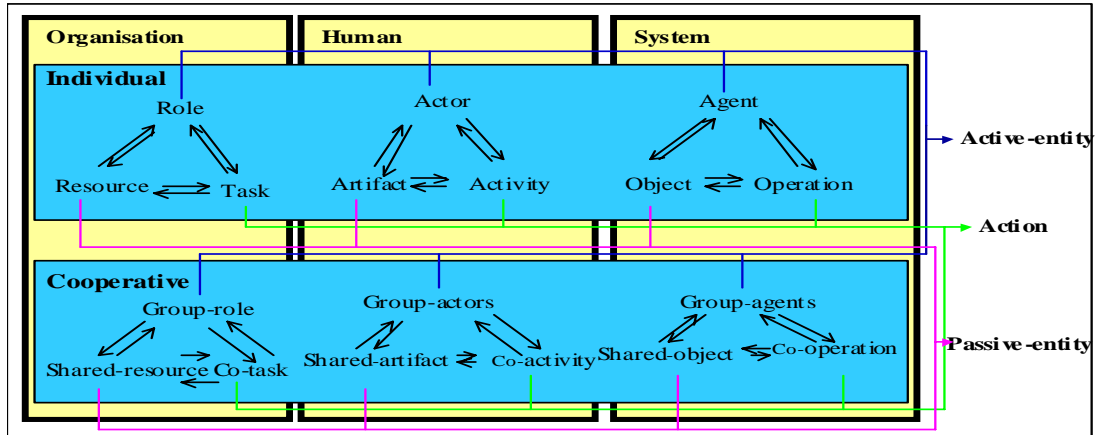 Organisation Human System
Individual
Role Actor Agent
Active-entity
Resource Task Artifact Activity Object Operation
Action
Cooperative
Group-role Group-actors Group-agents
Shared-resource Co-task Shared-artifact Co-activity Shared-object Co-operation
Passive-entity